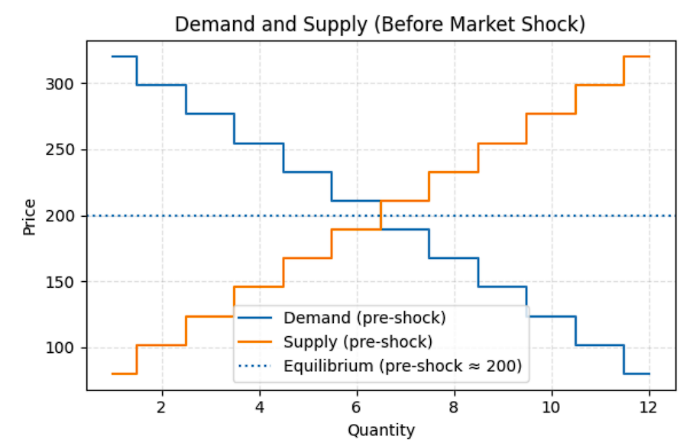 Demand and Supply (Before Market Shock)
Price
300
250
200
150
100
Demand (pre-shock)
Supply (pre-shock)
Equilibrium (pre-shock ≈ 200)
2 4 6 8 10 12
Quantity